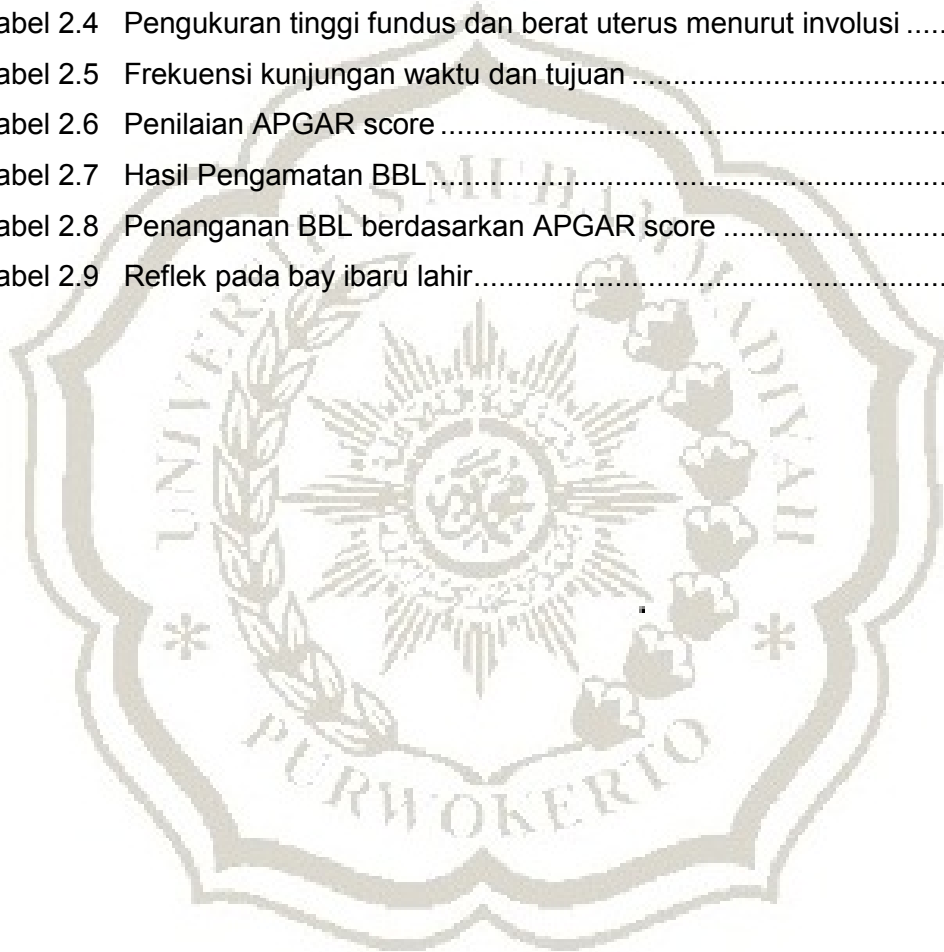 abel 2.4 Pengukuran tinggi fundus dan berat uterus menurut involusi .....
abel 2.5 Frekuensi kunjungan waktu dan tujuan ........................................
abel 2.6 Penilaian APGAR score ................................................................
abel 2.7 Hasil Pengamatan BBL .................................................................
abel 2.8 Penanganan BBL berdasarkan APGAR score ............................
abel 2.9 Reflek pada bay ibaru lahir............................................................
UNIVERSITAS MUHAMMADIYAH
PURWOKERTO